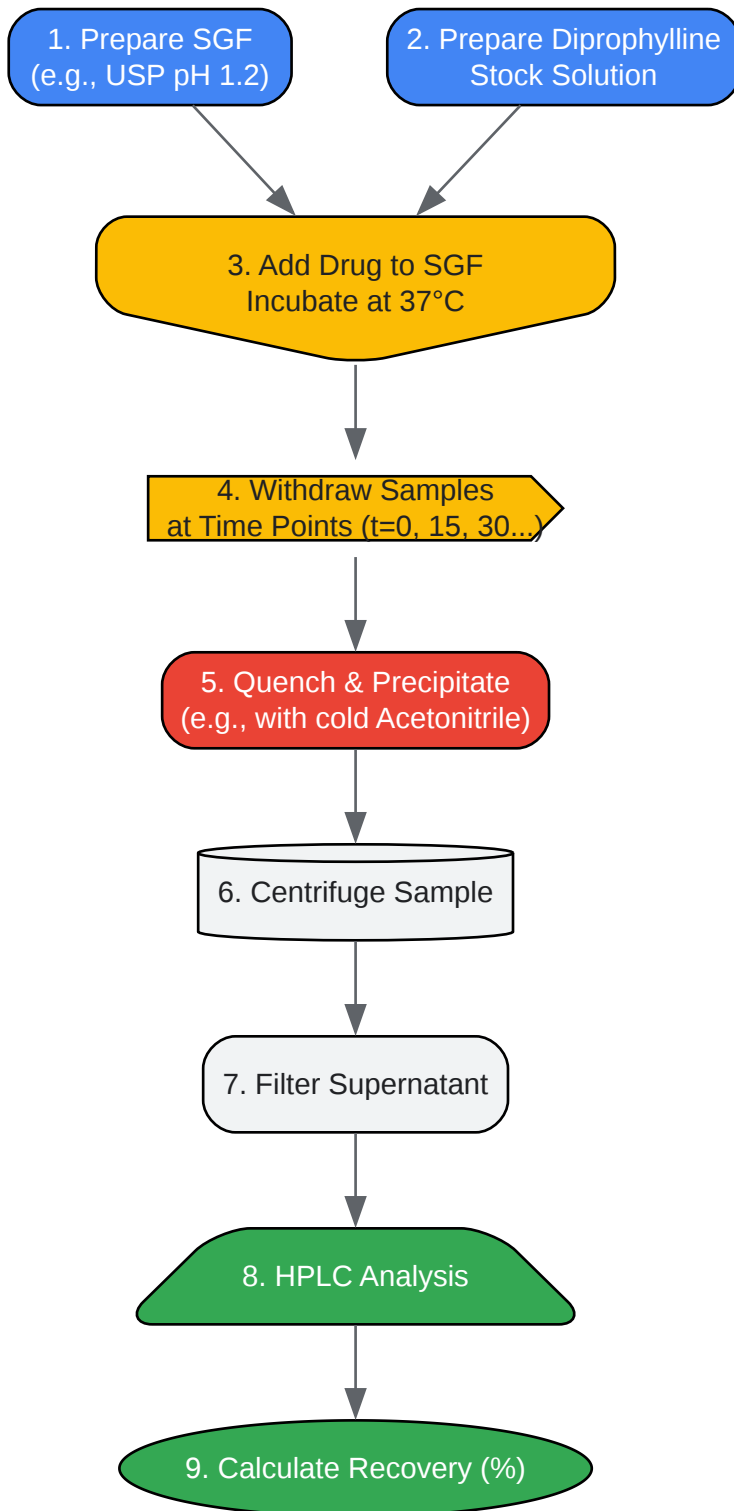 1. Prepare SGF
(e.g., USP pH 1.2)
2. Prepare Diprophylline
Stock Solution
3. Add Drug to SGF
Incubate at 37°C
4. Withdraw Samples
at Time Points (t=0, 15, 30...)
5. Quench & Precipitate
(e.g., with cold Acetonitrile)
6. Centrifuge Sample
7. Filter Supernatant
8. HPLC Analysis
9. Calculate Recovery (%)